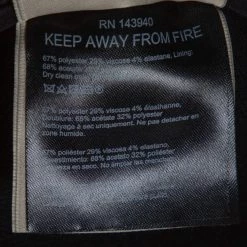 RN 143940
KEEP AWAY FROM FIRE
67% polyester 29% viscose 4% elastane, Lining:
68% acetate 32% polyester
Dry clean only.
67% polyester 29% viscose 4% élasthanne,
Doublure: 68% acétate 32% polyester
Nettoyage à sec uniquement. Ne pas détacher en
zone humide.
67% poliéster 29% viscosa 4% elastano,
68% acetato 32% poliéster
en seco. No limpiar las manchas